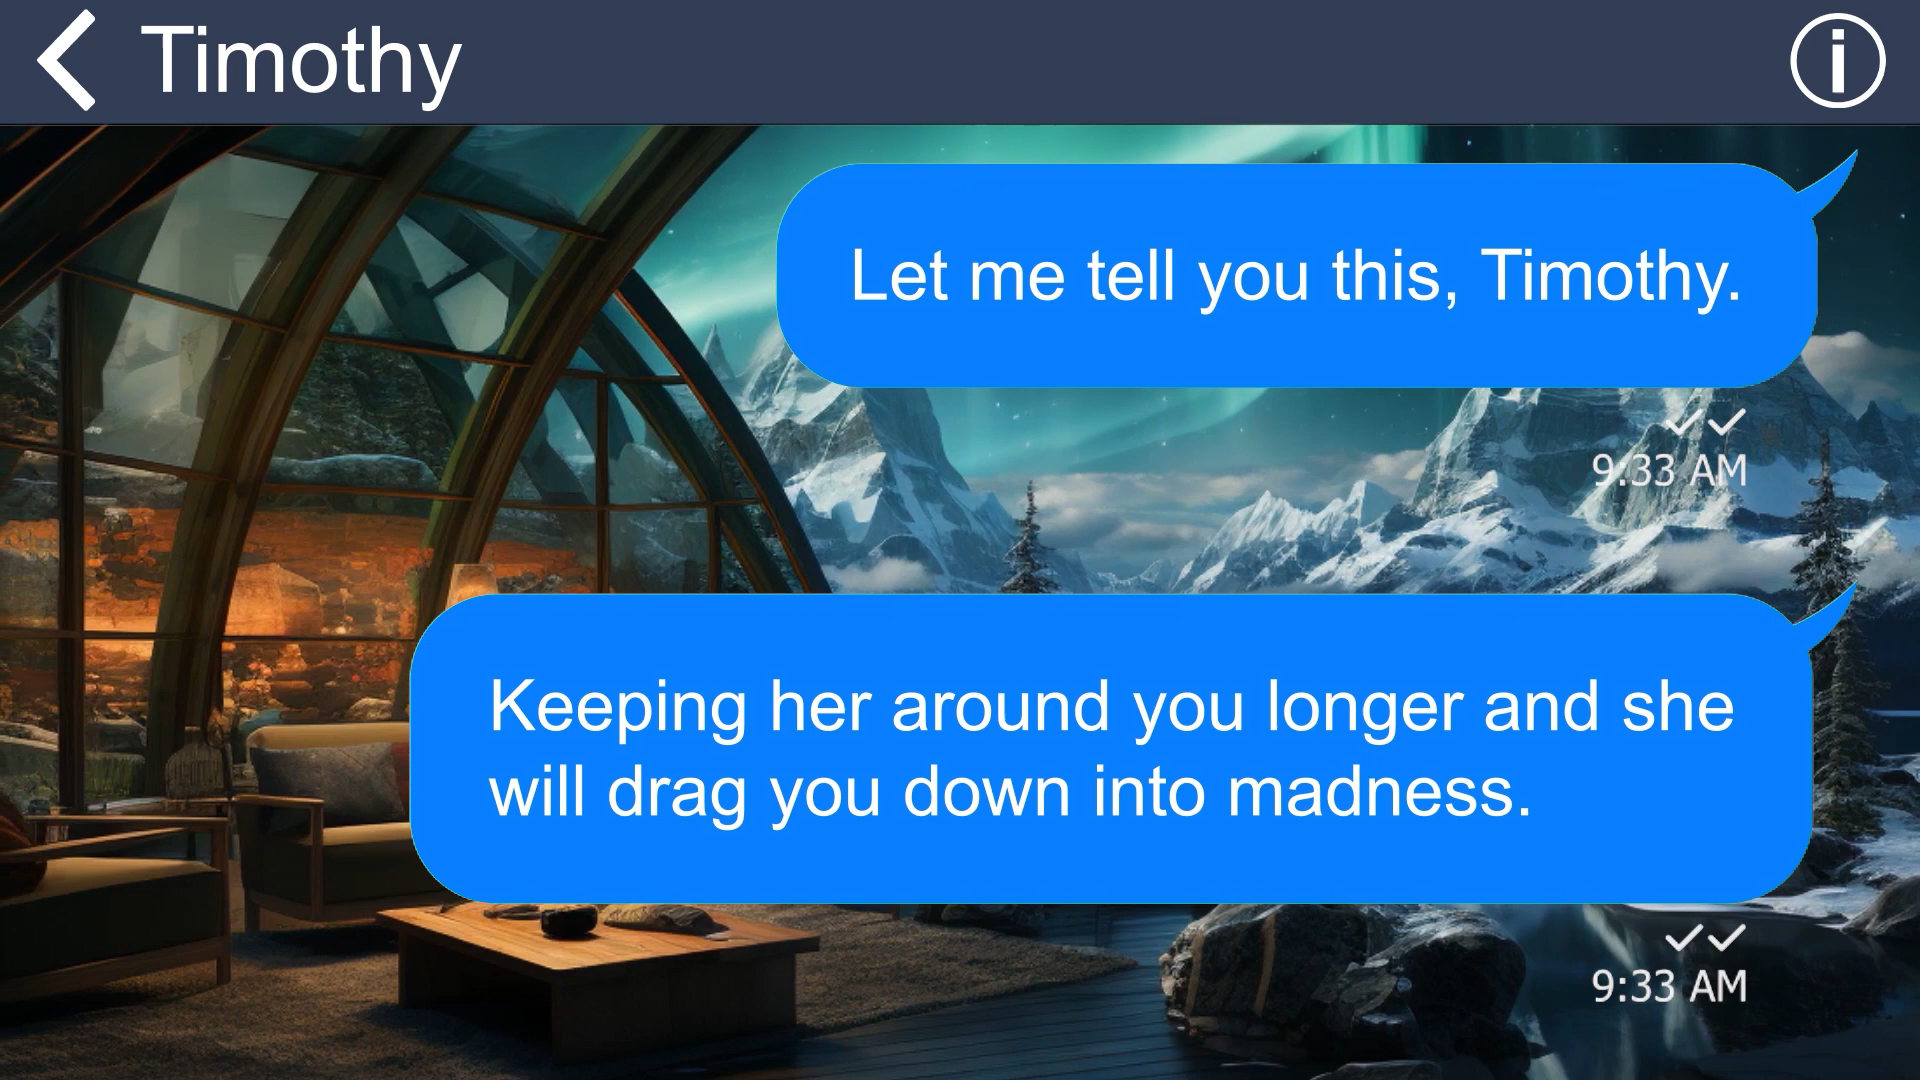 Timothy
Let me tell you this, Timothy.
9:33 AM
Keeping her around you longer and she
will drag you down into madness.
9:33 AM